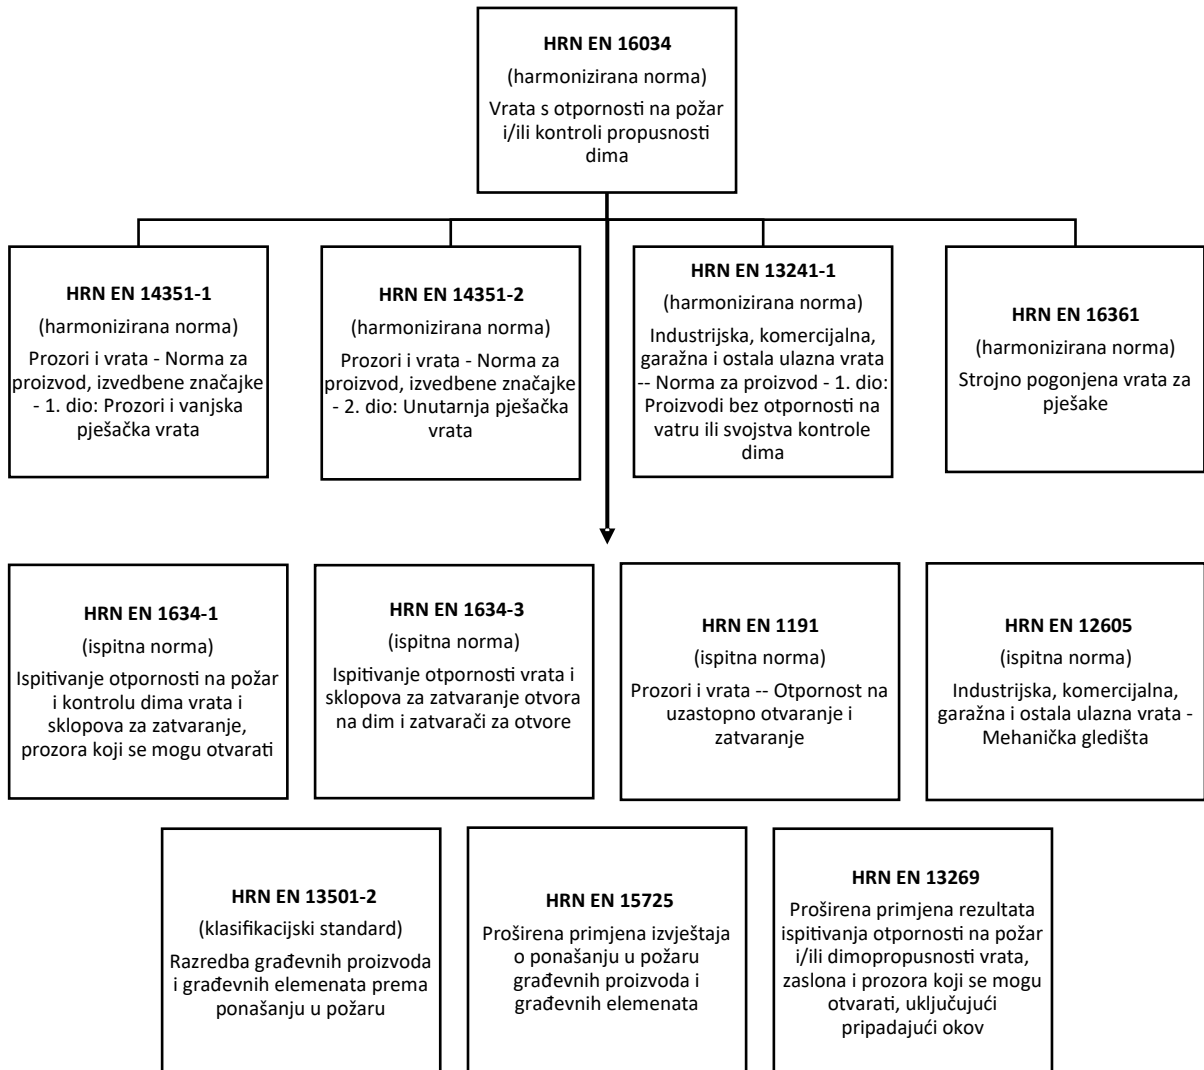 HRN EN 16034
(harmonizirana norma)
Vrata s otpornosti na požar
i/ili kontroli propusnosti
dima
HRN EN 14351-1
(harmonizirana norma)
Prozori i vrata - Norma za
proizvod, izvedbene značajke
- 1. dio: Prozori i vanjska
pješačka vrata
HRN EN 14351-2
(harmonizirana norma)
Prozori i vrata - Norma za
proizvod, izvedbene značajke
- 2. dio: Unutarnja pješačka
vrata
HRN EN 13241-1
(harmonizirana norma)
Industrijska, komercijalna,
garažna i ostala ulazna vrata
-- Norma za proizvod - 1. dio:
Proizvodi bez otpornosti na
vatru ili svojstva kontrole
dima
HRN EN 16361
(harmonizirana norma)
Strojno pogonjena vrata za
pješake
HRN EN 1634-1
(ispitna norma)
Ispitivanje otpornosti na požar
i kontrolu dima vrata i
sklopova za zatvaranje,
prozora koji se mogu otvarati
HRN EN 1634-3
(ispitna norma)
Ispitivanje otpornosti vrata i
sklopova za zatvaranje otvora
na dim i zatvarači za otvore
HRN EN 1191
(ispitna norma)
Prozori i vrata -- Otpornost na
uzastopno otvaranje i
zatvaranje
HRN EN 12605
(ispitna norma)
Industrijska, komercijalna,
garažna i ostala ulazna vrata -
Mehanička gledišta
HRN EN 13501-2
(klasifikacijski standard)
Razredba građevnih proizvoda
i građevnih elemenata prema
ponašanju u požaru
HRN EN 15725
Proširena primjena izvještaja
o ponašanju u požaru
građevnih proizvoda i
građevnih elemenata
HRN EN 13269
Proširena primjena rezultata
ispitivanja otpornosti na požar
i/ili dimopropusnosti vrata,
zaslona i prozora koji se mogu
otvarati, uključujući
pripadajući okov